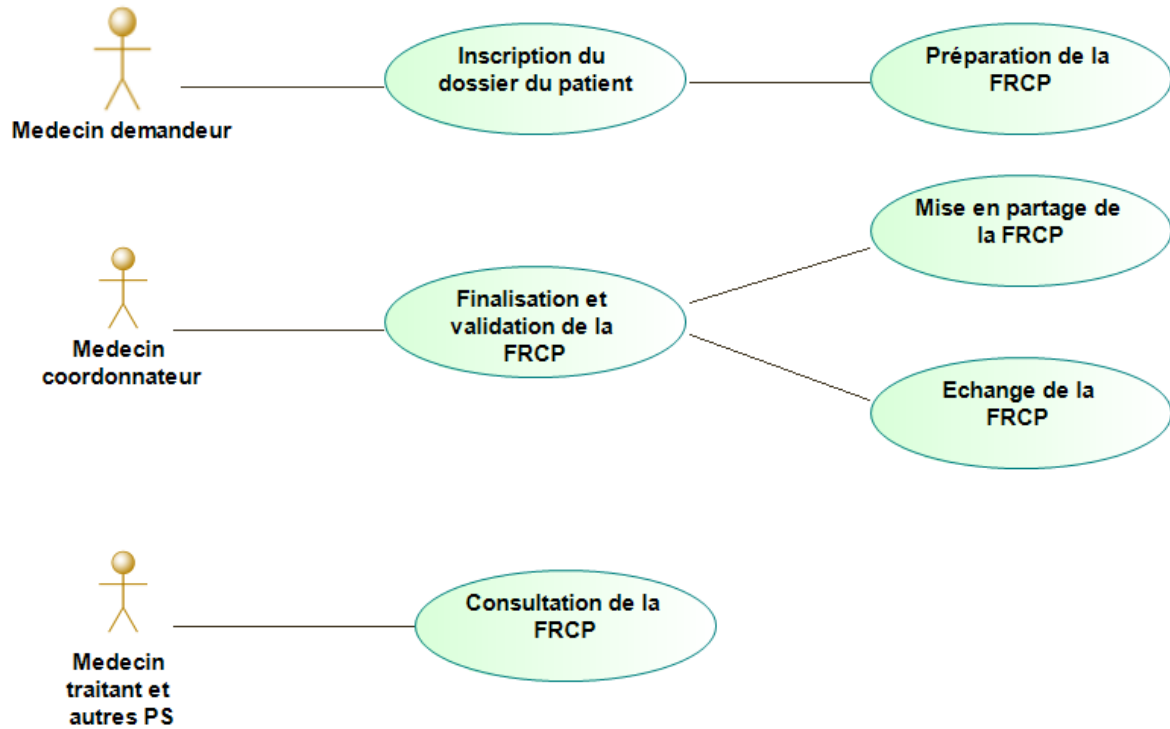 Inscription du
dossier du patient
Préparation de la
FRCP
Medecin demandeur
Mise en partage de
la FRCP
Finalisation et
validation de la
FRCP
Medecin
coordonnateur
Echange de la
FRCP
Consultation de la
FRCP
Medecin
traitant et
autres PS